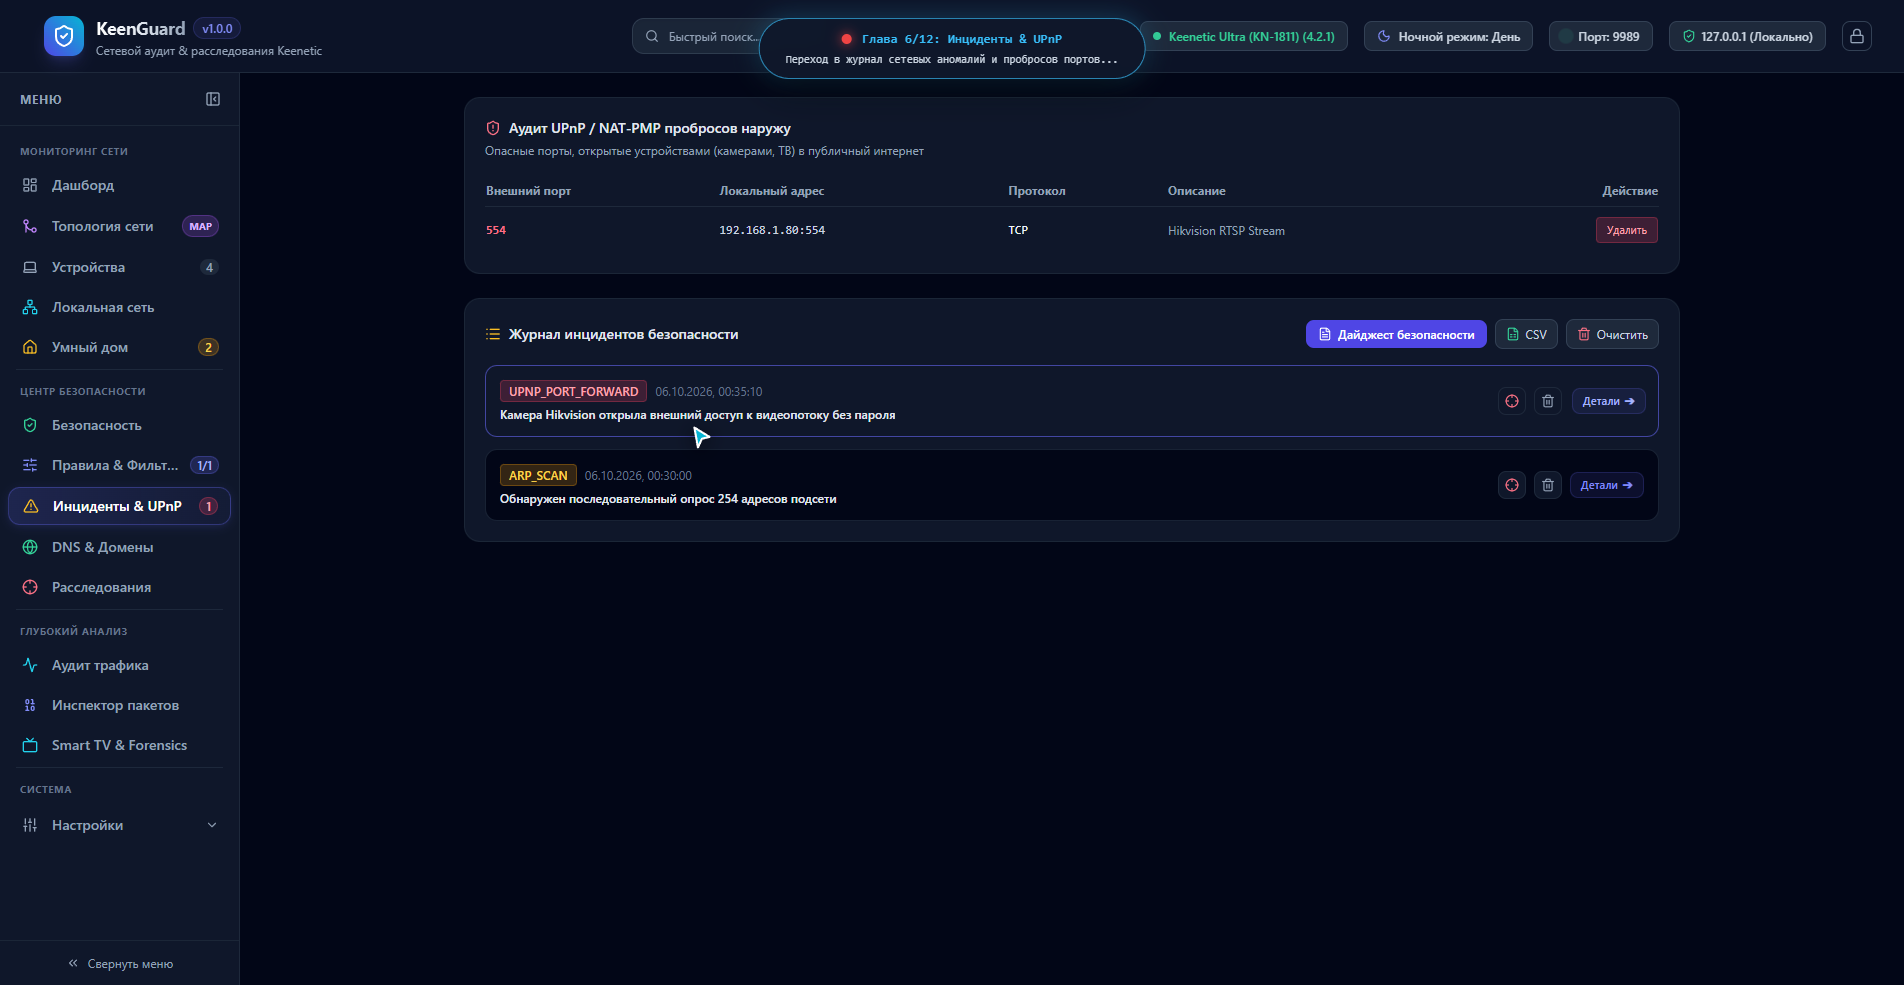 KeenGuard v1.0.0
Сетевой аудит & расследования Keenetic
Быстрый поиск...
Глава 6/12: Инциденты & UPnP
Переход в журнал сетевых аномалий и пробросов портов...
Keenetic Ultra (KN-1811) (4.2.1)
Ночной режим: День
Порт: 9989
127.0.0.1 (Локально)
МЕНЮ
МОНИТОРИНГ СЕТИ
Дашборд
Топология сети MAP
Устройства 4
Локальная сеть
Умный дом 2
ЦЕНТР БЕЗОПАСНОСТИ
Безопасность
Правила & Фильт... 1/1
Инциденты & UPnP 1
DNS & Домены
Расследования
ГЛУБОКИЙ АНАЛИЗ
Аудит трафика
Инспектор пакетов
Smart TV & Forensics
СИСТЕМА
Настройки
Свернуть меню
Аудит UPnP / NAT-PMP пробросов наружу
Опасные порты, открытые устройствами (камерами, ТВ) в публичный интернет
Внешний порт Локальный адрес Протокол Описание Действие
554 192.168.1.80:554 TCP Hikvision RTSP Stream Удалить
Журнал инцидентов безопасности
Дайджест безопасности CSV Очистить
UPNP_PORT_FORWARD 06.10.2026, 00:35:10
Камера Hikvision открыла внешний доступ к видеопотоку без пароля
Детали
ARP_SCAN 06.10.2026, 00:30:00
Обнаружен последовательный опрос 254 адресов подсети
Детали